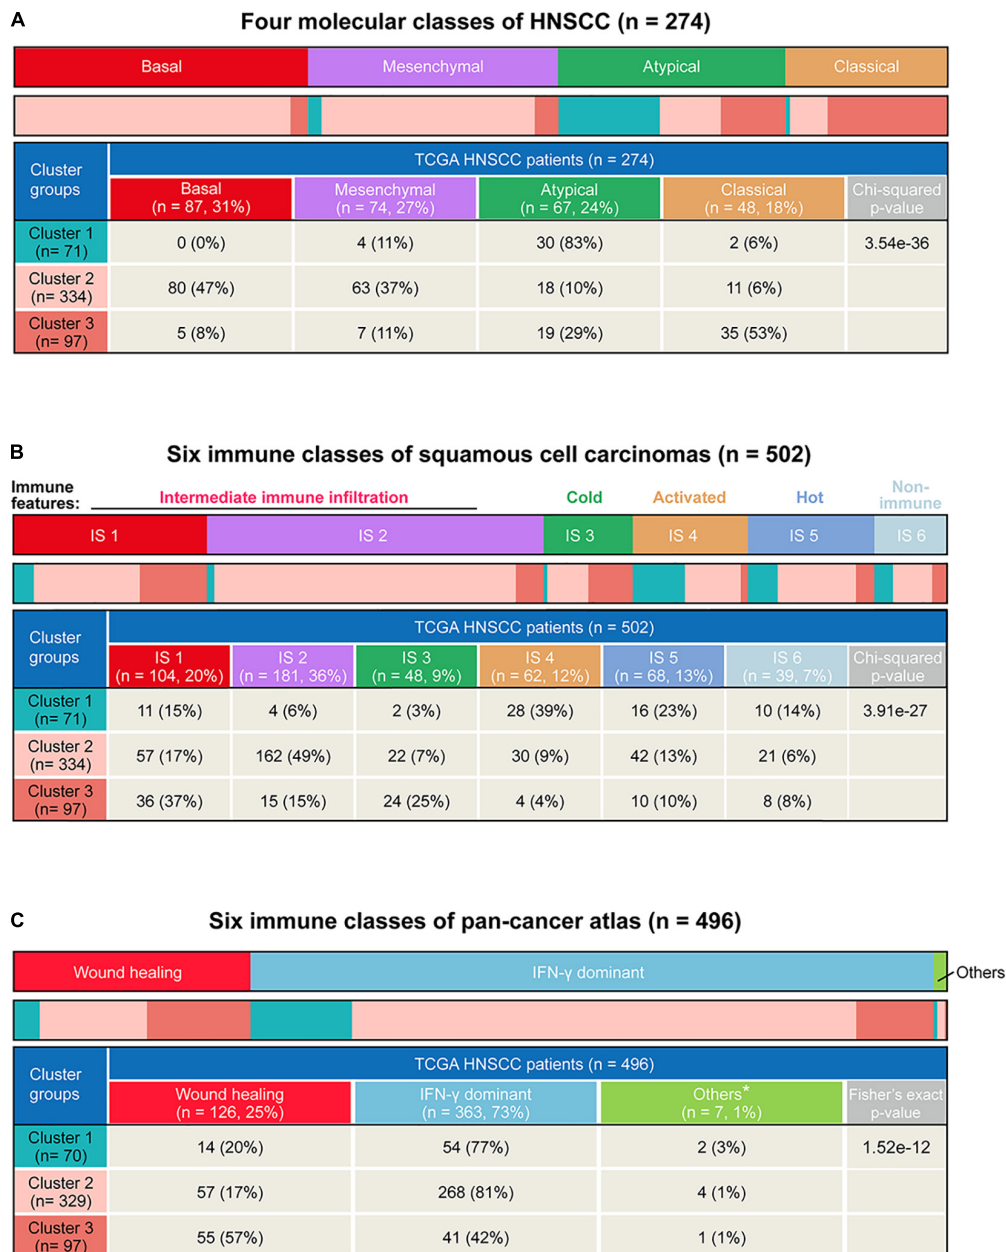 A
Four molecular classes of HNSCC (n = 274)
Basal Mesenchymal Atypical Classical
Cluster groups
TCGA HNSCC patients (n = 274)
Basal (n = 87, 31%) Mesenchymal (n = 74, 27%) Atypical (n = 67, 24%) Classical (n = 48, 18%) Chi-squared p-value
Cluster 1 (n= 71) 0 (0%) 4 (11%) 30 (83%) 2 (6%) 3.54e-36
Cluster 2 (n= 334) 80 (47%) 63 (37%) 18 (10%) 11 (6%)
Cluster 3 (n= 97) 5 (8%) 7 (11%) 19 (29%) 35 (53%)
B
Six immune classes of squamous cell carcinomas (n = 502)
Immune features: Intermediate immune infiltration Cold Activated Hot Non-immune
IS 1 IS 2 IS 3 IS 4 IS 5 IS 6
Cluster groups
TCGA HNSCC patients (n = 502)
IS 1 (n = 104, 20%) IS 2 (n = 181, 36%) IS 3 (n = 48, 9%) IS 4 (n = 62, 12%) IS 5 (n = 68, 13%) IS 6 (n = 39, 7%) Chi-squared p-value
Cluster 1 (n= 71) 11 (15%) 4 (6%) 2 (3%) 28 (39%) 16 (23%) 10 (14%) 3.91e-27
Cluster 2 (n= 334) 57 (17%) 162 (49%) 22 (7%) 30 (9%) 42 (13%) 21 (6%)
Cluster 3 (n= 97) 36 (37%) 15 (15%) 24 (25%) 4 (4%) 10 (10%) 8 (8%)
C
Six immune classes of pan-cancer atlas (n = 496)
Wound healing IFN-γ dominant Others
Cluster groups
TCGA HNSCC patients (n = 496)
Wound healing (n = 126, 25%) IFN-γ dominant (n = 363, 73%) Others* (n = 7, 1%) Fisher's exact p-value
Cluster 1 (n= 70) 14 (20%) 54 (77%) 2 (3%) 1.52e-12
Cluster 2 (n= 329) 57 (17%) 268 (81%) 4 (1%)
Cluster 3 (n= 97) 55 (57%) 41 (42%) 1 (1%)